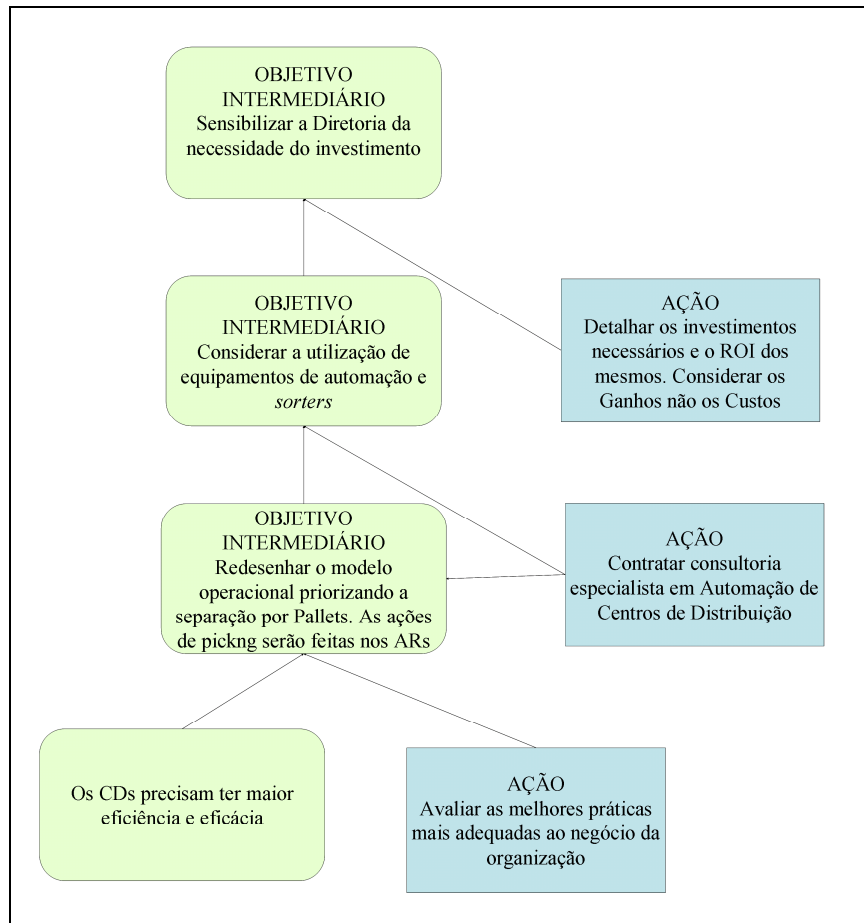 OBJETIVO
INTERMEDIÁRIO
Sensibilizar a Diretoria da
necessidade do investimento
OBJETIVO
INTERMEDIÁRIO
Considerar a utilização de
equipamentos de automação e
sorters
AÇÃO
Detalhar os investimentos
necessários e o ROI dos
mesmos. Considerar os
Ganhos não os Custos
OBJETIVO
INTERMEDIÁRIO
Redesenhar o modelo
operacional priorizando a
separação por Pallets. As ações
de pickng serão feitas nos ARs
AÇÃO
Contratar consultoria
especialista em Automação de
Centros de Distribuição
Os CDs precisam ter maior
eficiência e eficácia
AÇÃO
Avaliar as melhores práticas
mais adequadas ao negócio da
organização